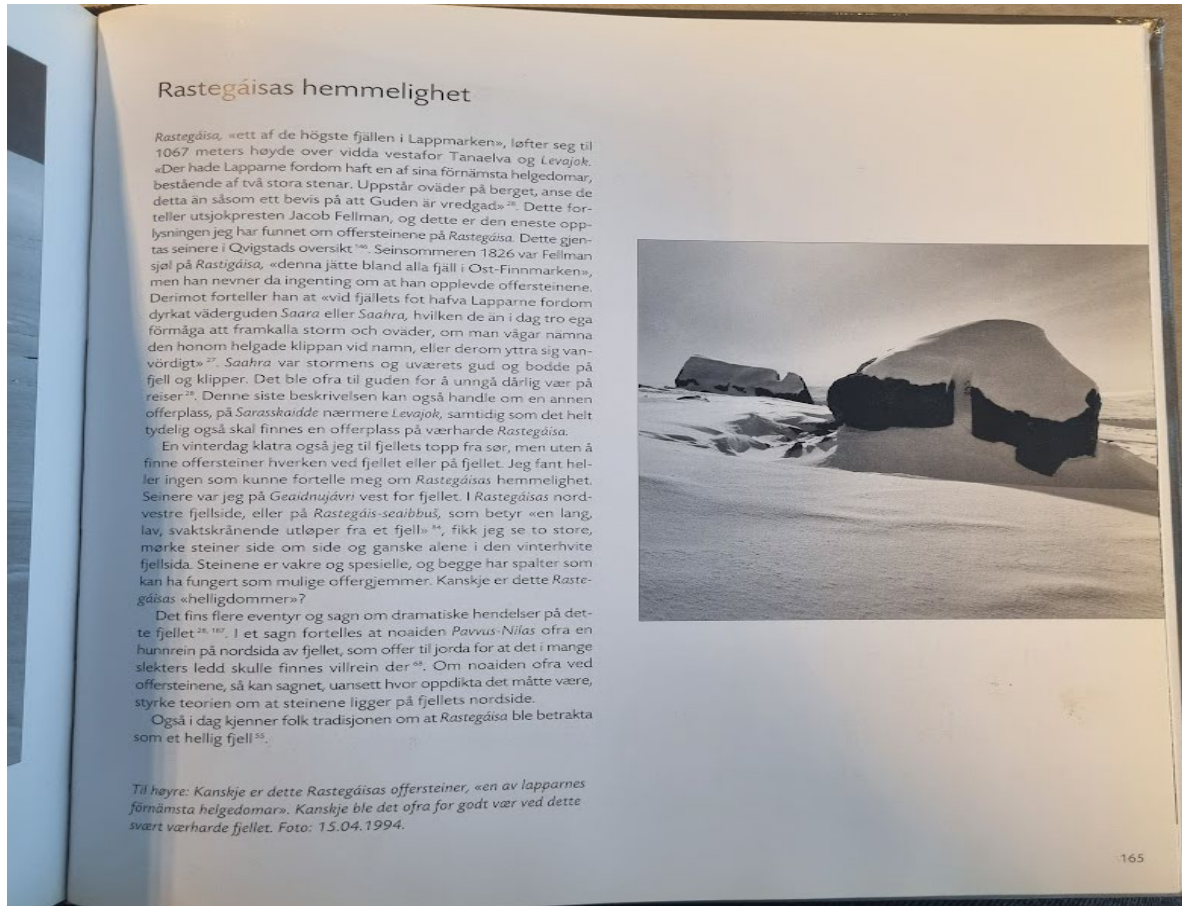 Rastegáisas hemmelighet
Rastegáisa, «ett af de högste fjällen i Lappmarken», løfter seg til
1067 meters høyde over vidda vestafor Tanaelva og Levajok.
«Der hade Lapparne fordom haft en af sina förnämsta helgedomar,
bestående af två stora stenar. Uppstår oväder på berget, anse de
detta än såsom ett bevis på att Guden är vredgad» 28. Dette for-
teller utsjokpresten Jacob Fellman, og dette er den eneste opp-
lysningen jeg har funnet om offersteinene på Rastegáisa. Dette gjen-
tas seinere i Qvigstads oversikt 146. Seinsommeren 1826 var Fellman
sjøl på Rastigáisa, «denna jätte bland alla fjäll i Ost-Finnmarken»,
men han nevner da ingenting om at han opplevde offersteinene.
Derimot forteller han at «vid fjällets fot hafva Lapparne fordom
dyrkat väderguden Saara eller Saahra, hvilken de än i dag tro ega
förmåga att framkalla storm och oväder, om man vågar nämna
den honom helgade klippan vid namn, eller derom yttra sig van-
vördigt» 27. Saahra var stormens og uværets gud og bodde på
fjell og klipper. Det ble ofra til guden for å unngå dårlig vær på
reiser 28. Denne siste beskrivelsen kan også handle om en annen
offerplass, på Sarasskaidde nærmere Levajok, samtidig som det helt
tydelig også skal finnes en offerplass på værharde Rastegáisa.
En vinterdag klatra også jeg til fjellets topp fra sør, men uten å
finne offersteiner hverken ved fjellet eller på fjellet. Jeg fant hel-
ler ingen som kunne fortelle meg om Rastegáisas hemmelighet.
Seinere var jeg på Geaidnujávri vest for fjellet. I Rastegáisas nord-
vestre fjellside, eller på Rastegáis-seaibbuš, som betyr «en lang,
lav, svaktskrånende utløper fra et fjell» 54, fikk jeg se to store,
mørke steiner side om side og ganske alene i den vinterhvite
fjellsida. Steinene er vakre og spesielle, og begge har spalter som
kan ha fungert som mulige offergjemmer. Kanskje er dette Raste-
gáisas «helligdommer»?
Det fins flere eventyr og sagn om dramatiske hendelser på det-
te fjellet 28, 167. I et sagn fortelles at noaiden Pavvus-Nilas ofra en
hunnrein på nordsida av fjellet, som offer til jorda for at det i mange
slekters ledd skulle finnes villrein der 68. Om noaiden ofra ved
offersteinene, så kan sagnet, uansett hvor oppdikta det måtte være,
styrke teorien om at steinene ligger på fjellets nordside.
Også i dag kjenner folk tradisjonen om at Rastegáisa ble betrakta
som et hellig fjell 55.
Til høyre: Kanskje er dette Rastegáisas offersteiner, «en av lapparnes
förnämsta helgedomar». Kanskje ble det ofra for godt vær ved dette
svært værharde fjellet. Foto: 15.04.1994.
165